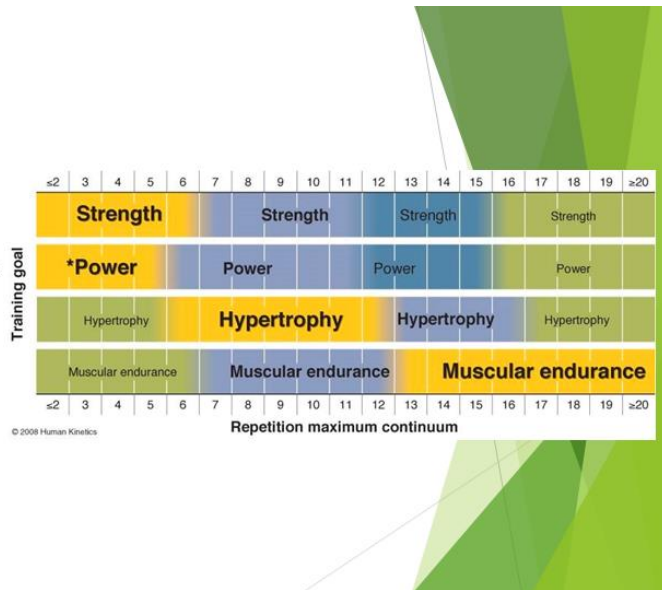 ≤2 3 4 5 6 7 8 9 10 11 12 13 14 15 16 17 18 19 ≥20
Strength Strength Strength Strength
*Power Power Power Power
Training goal
Hypertrophy Hypertrophy Hypertrophy Hypertrophy
Muscular endurance Muscular endurance Muscular endurance
≤2 3 4 5 6 7 8 9 10 11 12 13 14 15 16 17 18 19 ≥20
© 2008 Human Kinetics
Repetition maximum continuum